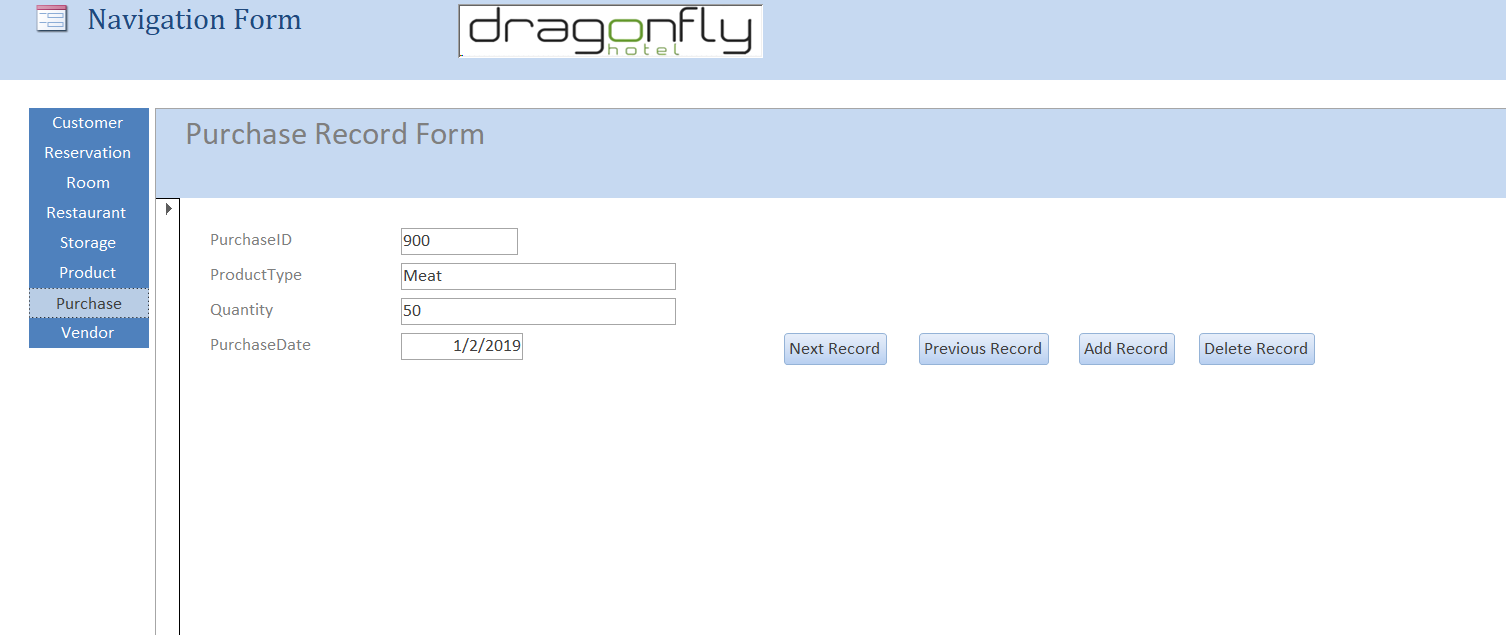 Navigation Form
dragonfly
hotel
Customer
Reservation
Room
Restaurant
Storage
Product
Purchase
Vendor
Purchase Record Form
PurchaseID 900
ProductType Meat
Quantity 50
PurchaseDate 1/2/2019
Next Record Previous Record Add Record Delete Record